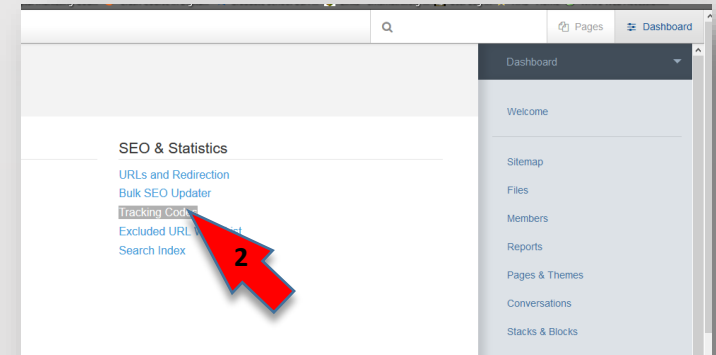 Pages
Dashboard
Dashboard
Welcome
SEO & Statistics
URLs and Redirection
Bulk SEO Updater
Tracking
Excluded URL
Search Index
2
Sitemap
Files
Members
Reports
Pages & Themes
Conversations
Stacks & Blocks